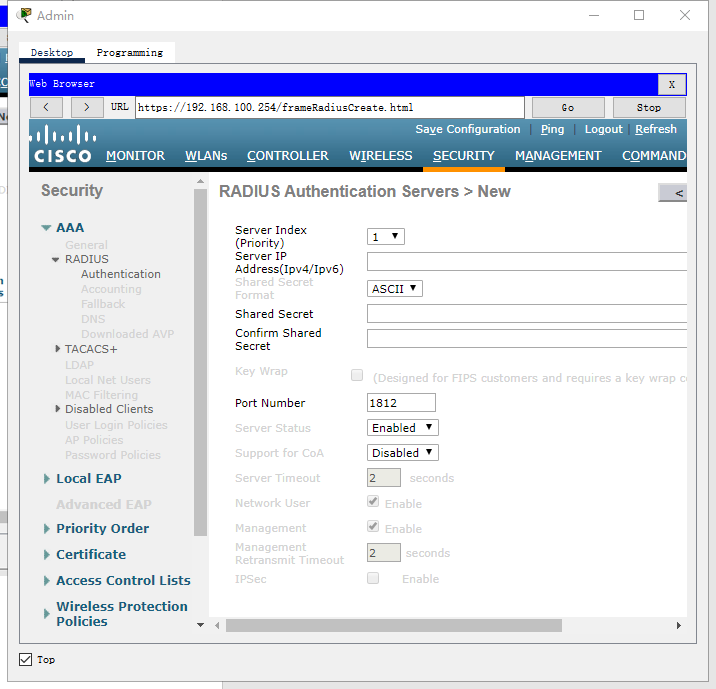 Admin
Desktop Programming
Web Browser X
< > URL https://192.168.100.254/frameRadiusCreate.html Go Stop
Save Configuration | Ping | Logout | Refresh
CISCO MONITOR WLANs CONTROLLER WIRELESS SECURITY MANAGEMENT COMMAND
Security
AAA
General
RADIUS
Authentication
Accounting
Fallback
DNS
Downloaded AVP
TACACS+
LDAP
Local Net Users
MAC Filtering
Disabled Clients
User Login Policies
AP Policies
Password Policies
Local EAP
Advanced EAP
Priority Order
Certificate
Access Control Lists
Wireless Protection
Policies
RADIUS Authentication Servers > New <
Server Index
(Priority) 1
Server IP
Address(Ipv4/Ipv6)
Shared Secret
Format ASCII
Shared Secret
Confirm Shared
Secret
Key Wrap (Designed for FIPS customers and requires a key wrap co
Port Number 1812
Server Status Enabled
Support for CoA Disabled
Server Timeout 2 seconds
Network User Enable
Management Enable
Management
Retransmit Timeout 2 seconds
IPSec Enable
Top